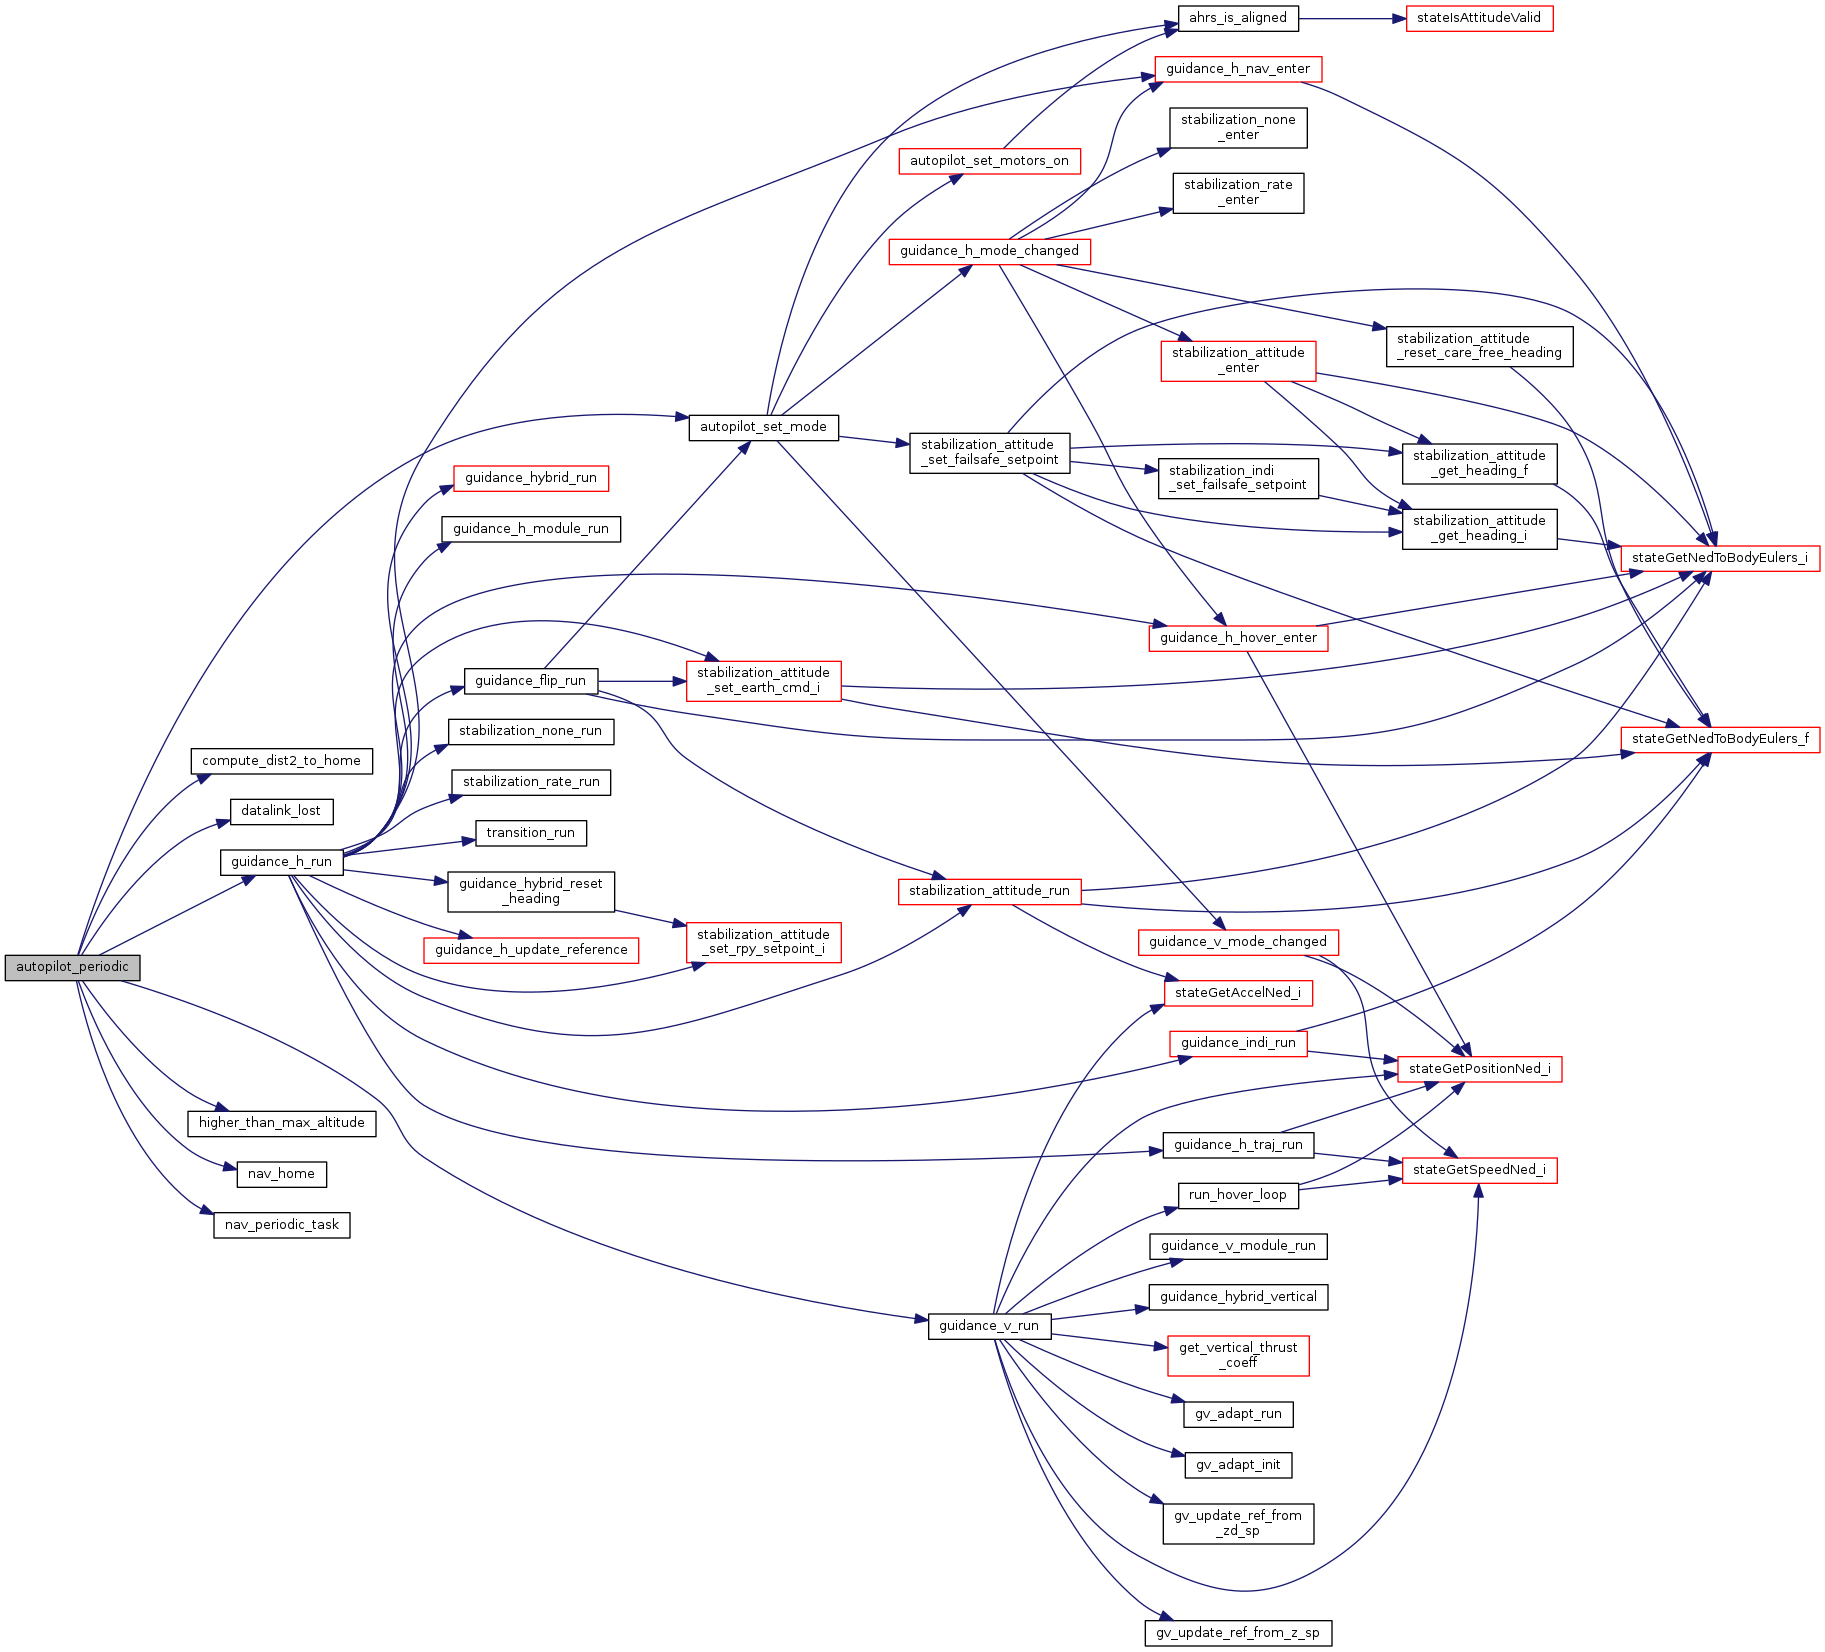 ahrs_is_aligned
stateIsAttitudeValid
guidance_h_nav_enter
stabilization_none
_enter
autopilot_set_motors_on
stabilization_rate
_enter
guidance_h_mode_changed
stabilization_attitude
_reset_care_free_heading
stabilization_attitude
_enter
autopilot_set_mode
stabilization_attitude
_set_failsafe_setpoint
stabilization_attitude
_get_heading_f
stabilization_indi
_set_failsafe_setpoint
guidance_hybrid_run
stabilization_attitude
_get_heading_i
guidance_h_module_run
stateGetNedToBodyEulers_i
guidance_h_hover_enter
guidance_flip_run
stabilization_attitude
_set_earth_cmd_i
stabilization_none_run
stateGetNedToBodyEulers_f
compute_dist2_to_home
stabilization_rate_run
datalink_lost
transition_run
guidance_h_run
guidance_hybrid_reset
_heading
stabilization_attitude_run
guidance_h_update_reference
stabilization_attitude
_set_rpy_setpoint_i
guidance_v_mode_changed
autopilot_periodic
stateGetAccelNed_i
guidance_indi_run
stateGetPositionNed_i
higher_than_max_altitude
guidance_h_traj_run
nav_home
stateGetSpeedNed_i
run_hover_loop
nav_periodic_task
guidance_v_module_run
guidance_hybrid_vertical
guidance_v_run
get_vertical_thrust
_coeff
gv_adapt_run
gv_adapt_init
gv_update_ref_from
_zd_sp
gv_update_ref_from_z_sp